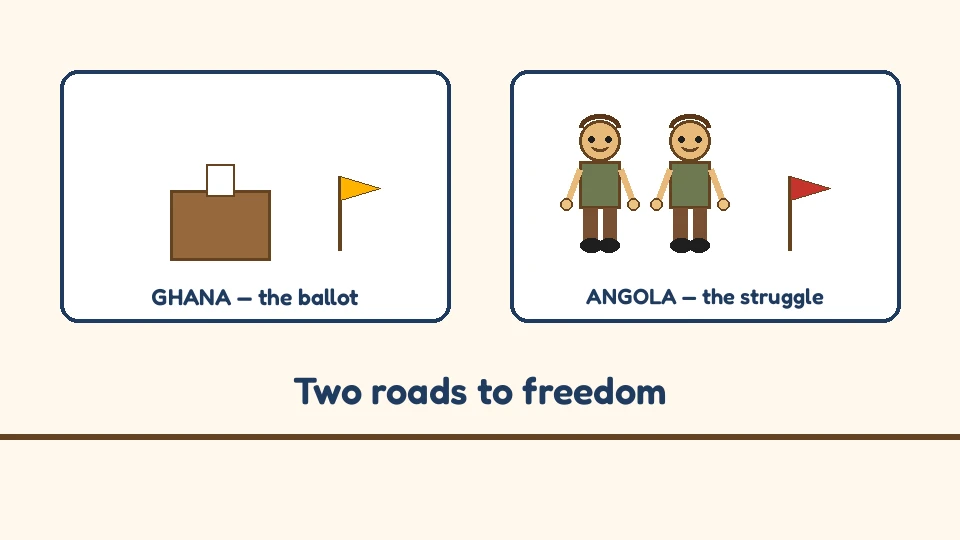 GHANA — the ballot
ANGOLA — the struggle
Two roads to freedom